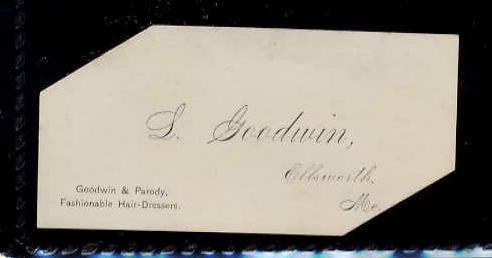 L. Goodwin,
Ellsworth,
Me.
Goodwin & Parody,
Fashionable Hair-Dressers.